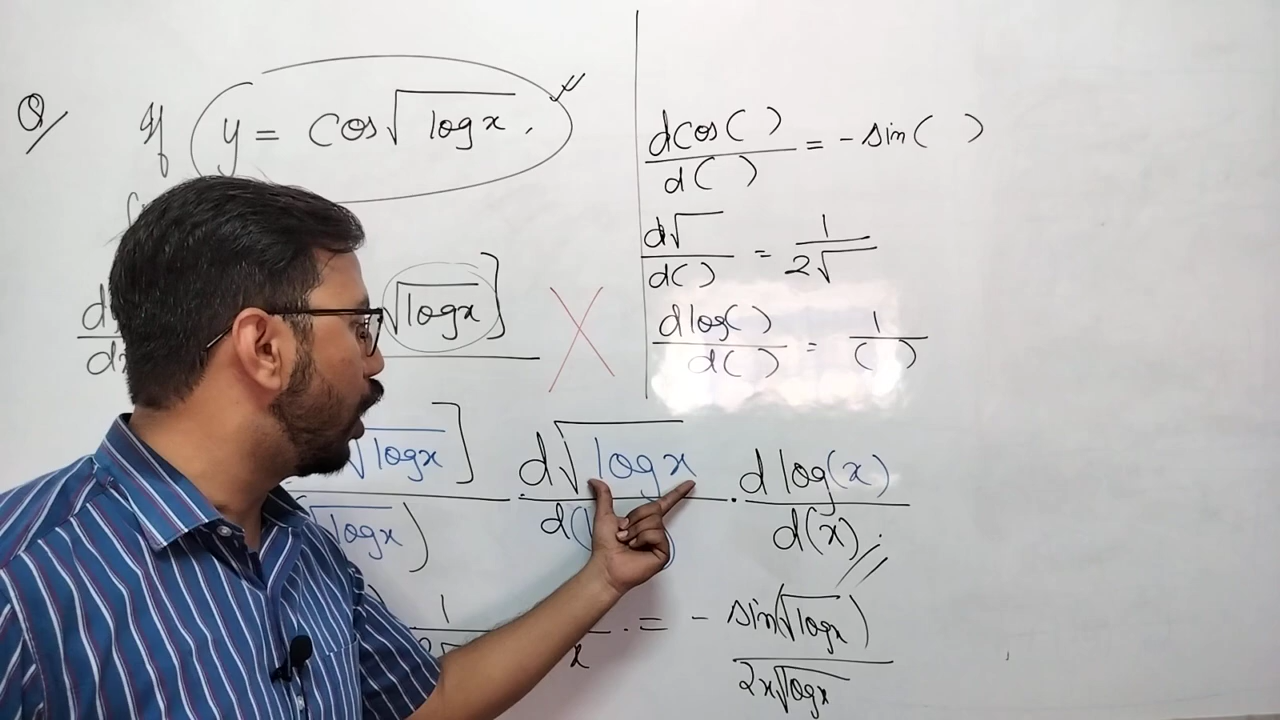 Q/ If y = cos√(log x) .
d cos( ) / d( ) = - sin( )
d√ / d( ) = 1 / 2√
d log( ) / d( ) = 1 / ( )
√(log x) ]
d / dx
√(log x) ] / √(log x) ) · d√(log x) / d( ) · d log(x) / d(x)
1 / x · = - sin(√(log x)) / 2x√(log x)